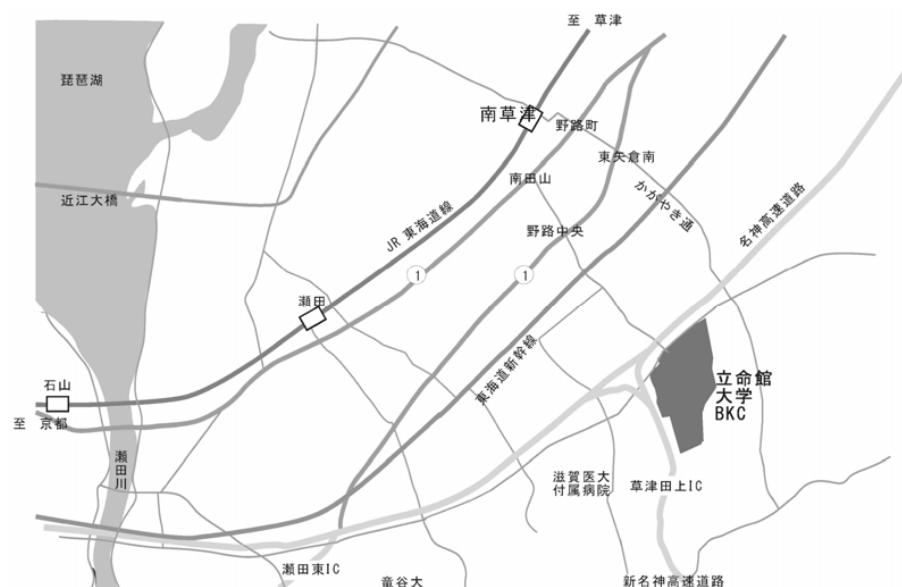 至 草津
琵琶湖
南草津
野路町
東矢倉南
南田山
かがやき通
近江大橋
名神高速道路
JR 東海道線
野路中央
1
1
瀬田
東海道新幹線
石山
立命館
大学
BKC
至 京都
瀬田川
滋賀医大
付属病院
草津田上IC
瀬田東IC
竜谷大
新名神高速道路